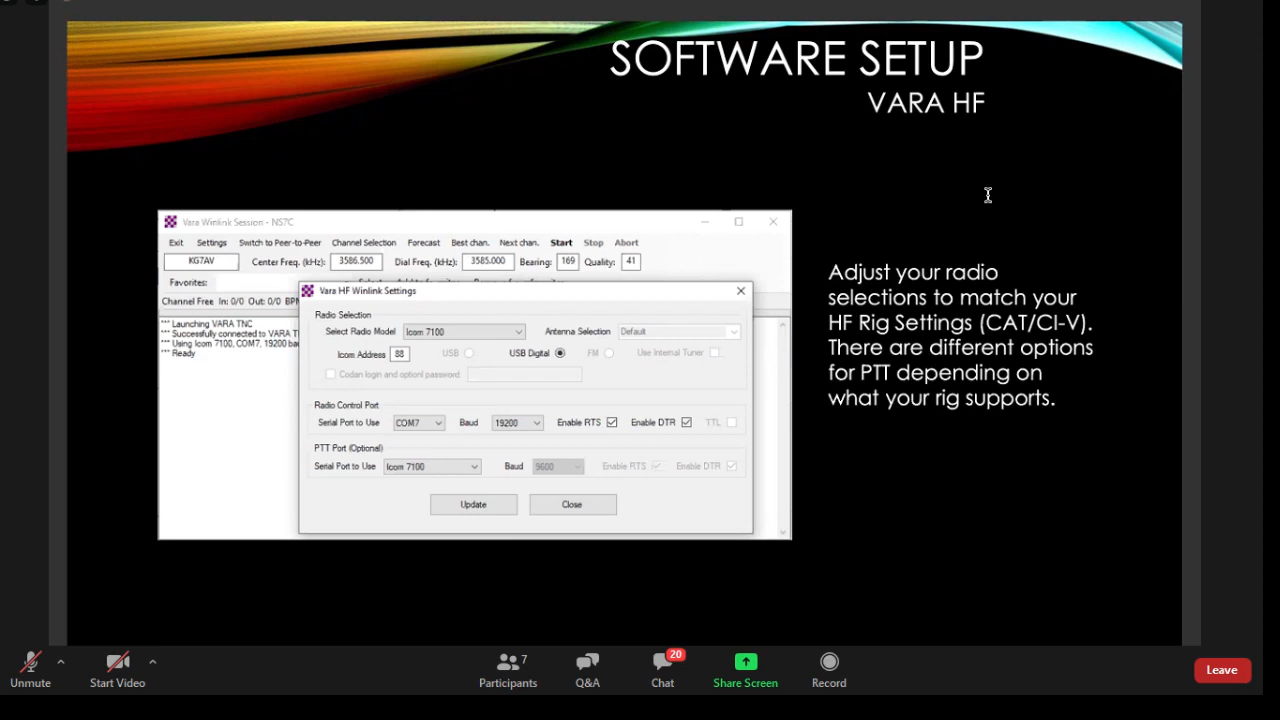 SOFTWARE SETUP
VARA HF
Vara Winlink Session - NS7C
Exit Settings Switch to Peer-to-Peer Channel Selection Forecast Best chan. Next chan. Start Stop Abort
KG7AV Center Freq. (kHz): 3586.500 Dial Freq. (kHz): 3585.000 Bearing: 169 Quality: 41
Favorites:
Channel Free In: 0/0 Out: 0/0
*** Launching VARA TNC
*** Successfully connected to VARA
*** Using Icom 7100, COM7, 19200
*** Ready
Vara HF Winlink Settings
Radio Selection
Select Radio Model Icom 7100 Antenna Selection Default
Icom Address 88 USB USB Digital FM Use Internal Tuner
Codan login and optionl password:
Radio Control Port
Serial Port to Use COM7 Baud 19200 Enable RTS Enable DTR TTL
PTT Port (Optional)
Serial Port to Use Icom 7100 Baud 9600 Enable RTS Enable DTR
Update Close
Adjust your radio
selections to match your
HF Rig Settings (CAT/CI-V).
There are different options
for PTT depending on
what your rig supports.
Unmute Start Video Participants 7 Q&A Chat 20 Share Screen Record Leave